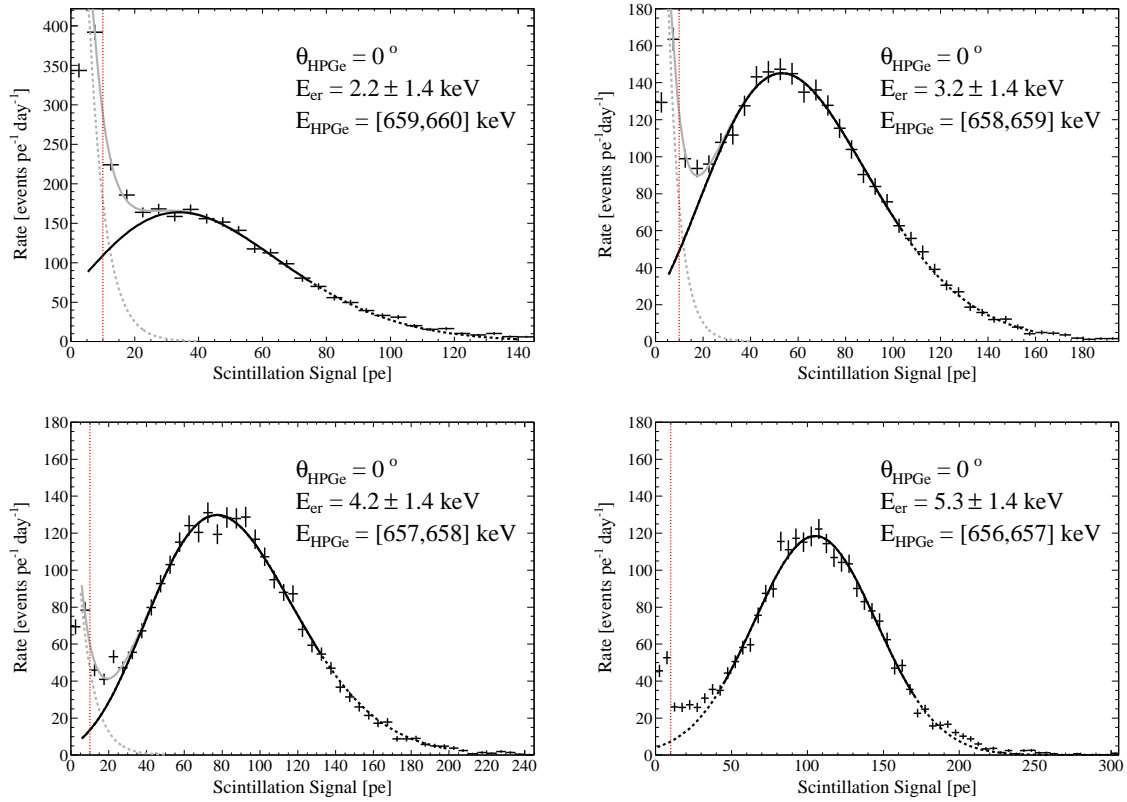 θHPGe = 0 °
Eer = 2.2 ± 1.4 keV
EHPGe = [659,660] keV
Rate [events pe⁻¹ day⁻¹]
400
350
300
250
200
150
100
50
0
0 20 40 60 80 100 120 140
Scintillation Signal [pe]
θHPGe = 0 °
Eer = 3.2 ± 1.4 keV
EHPGe = [658,659] keV
Rate [events pe⁻¹day⁻¹]
180
160
140
120
100
80
60
40
20
0
0 20 40 60 80 100 120 140 160 180
Scintillation Signal [pe]
θHPGe = 0 °
Eer = 4.2 ± 1.4 keV
EHPGe = [657,658] keV
Rate [events pe⁻¹ day⁻¹]
180
160
140
120
100
80
60
40
20
0
0 20 40 60 80 100 120 140 160 180 200 220 240
Scintillation Signal [pe]
θHPGe = 0 °
Eer = 5.3 ± 1.4 keV
EHPGe = [656,657] keV
Rate [events pe⁻¹ day⁻¹]
180
160
140
120
100
80
60
40
20
0
0 50 100 150 200 250 300
Scintillation Signal [pe]